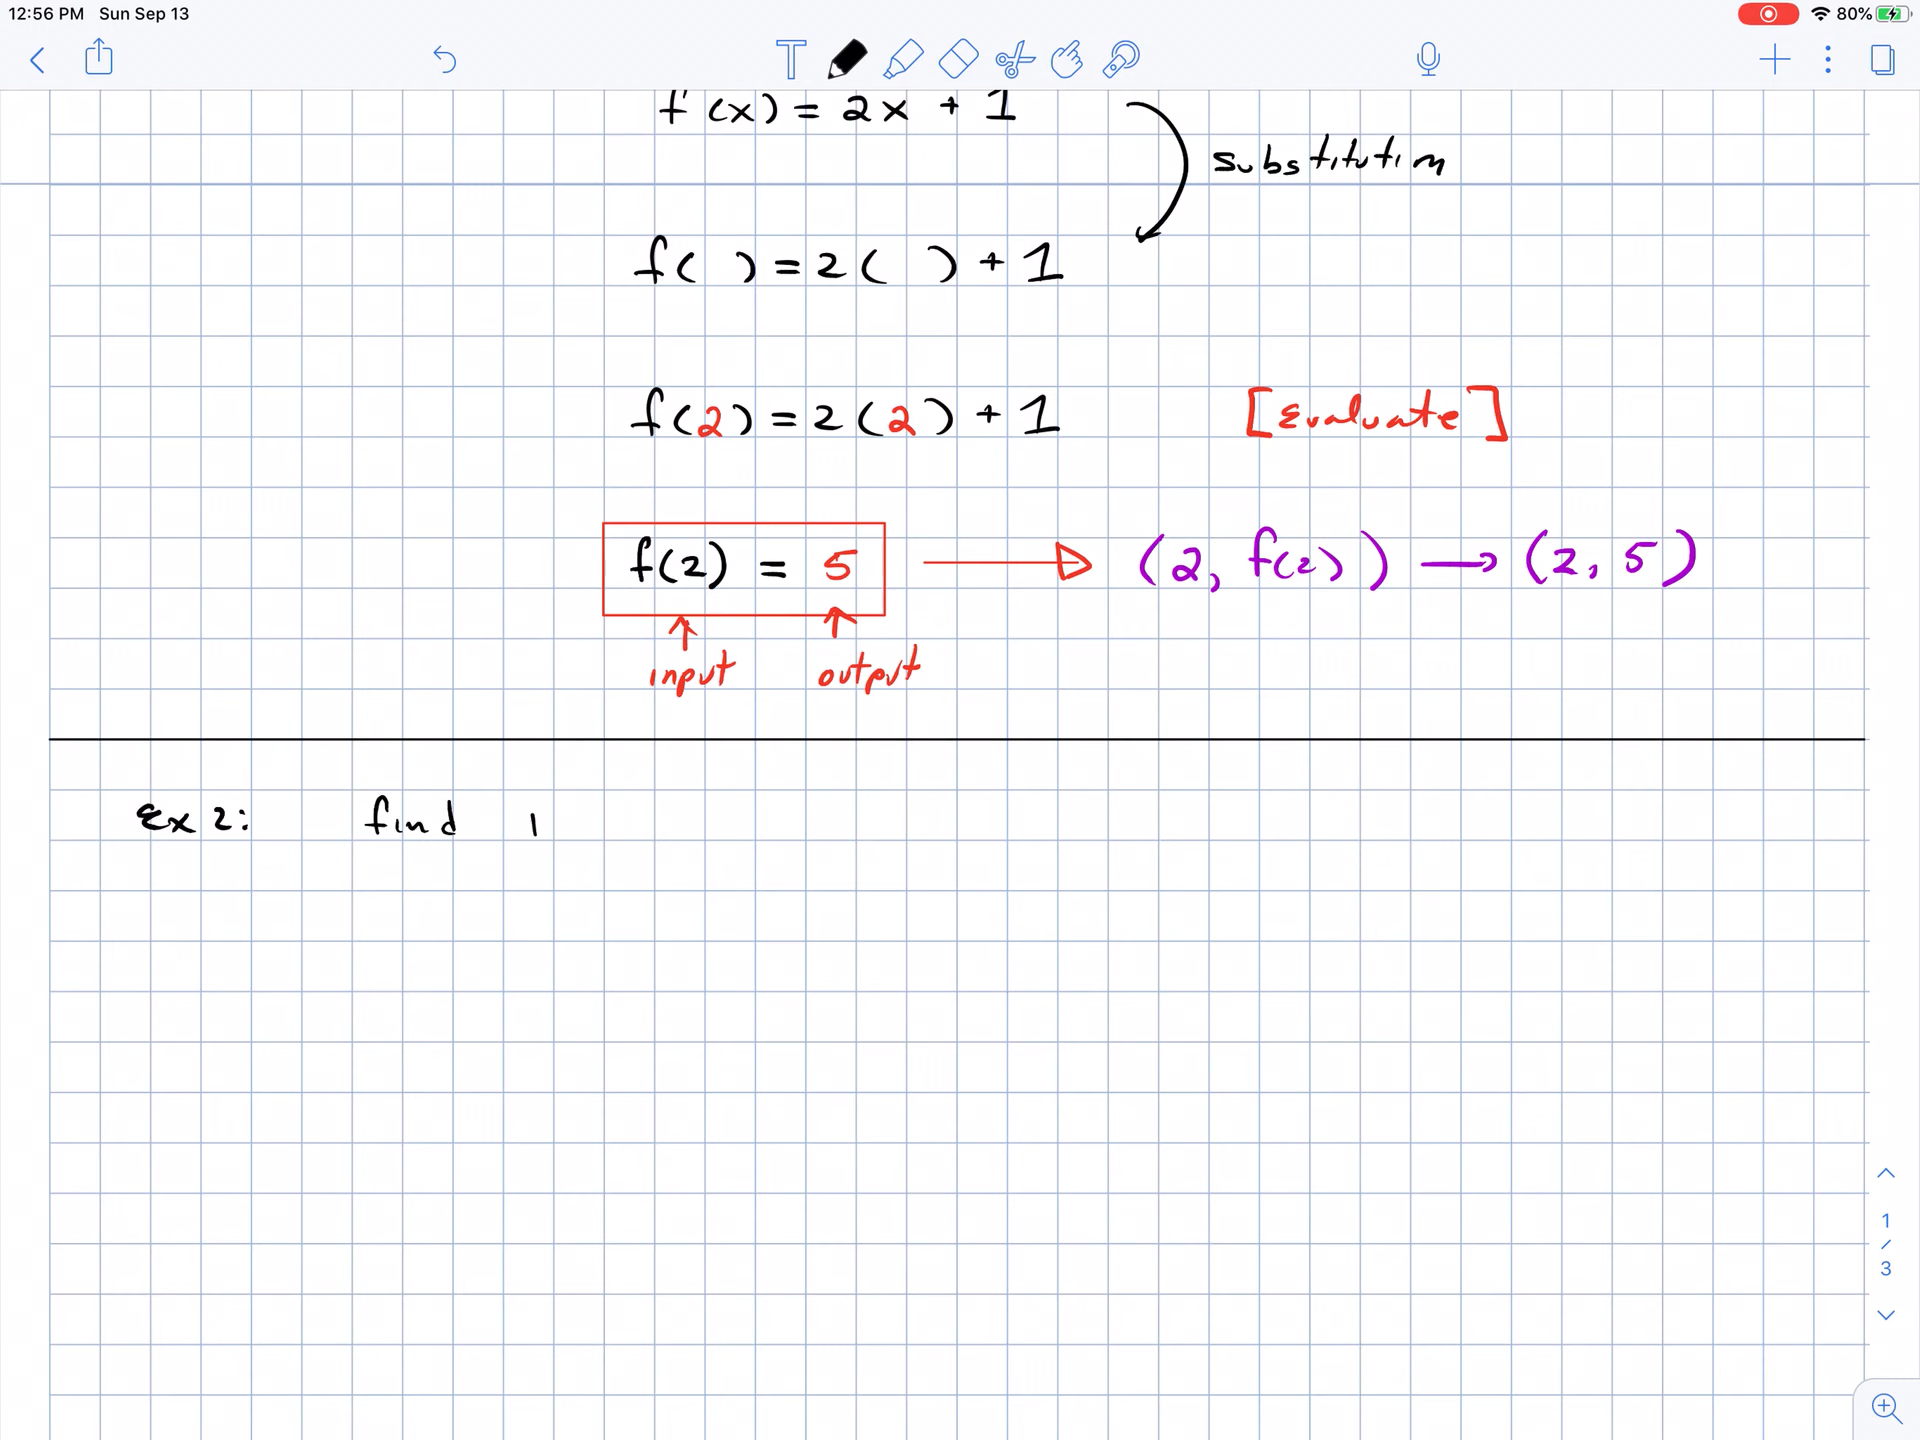 12:56 PM Sun Sep 13 80%
f(x) = 2x + 1
substitution
f( ) = 2( ) + 1
f(2) = 2(2) + 1 [Evaluate]
f(2) = 5 → (2, f(2)) → (2, 5)
↑ ↑
input output
Ex 2: find
1
/
3